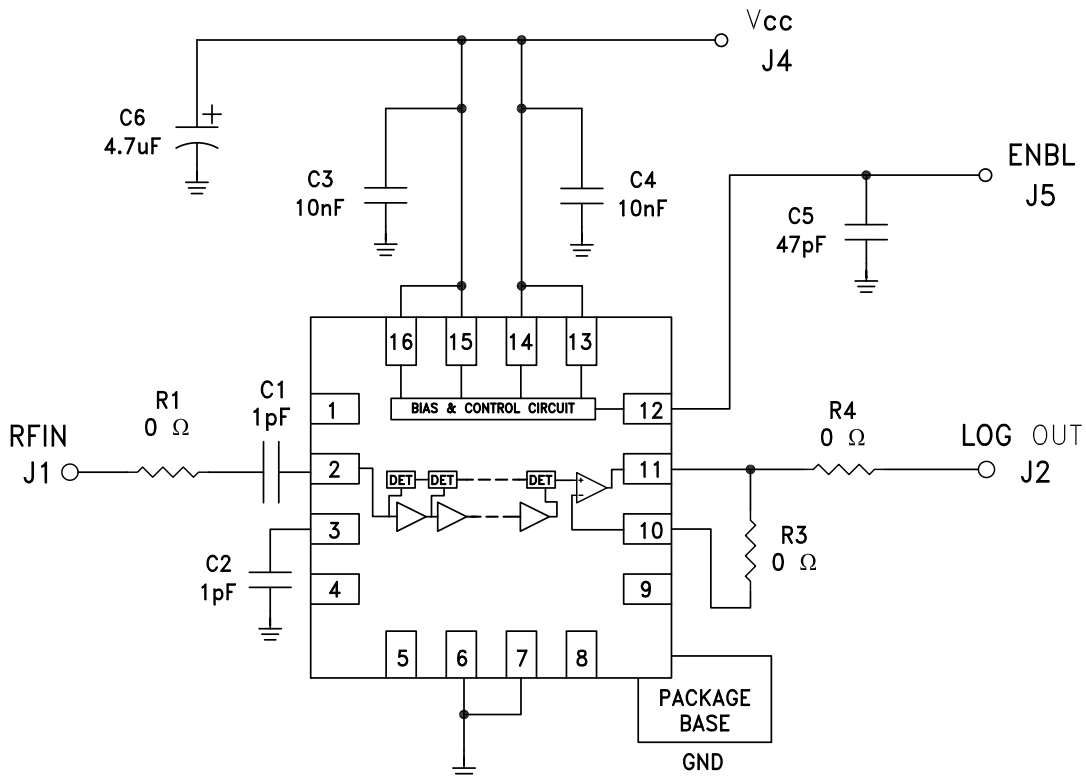 Vcc
J4
C6
4.7uF
+
C3
10nF
C4
10nF
ENBL
J5
C5
47pF
16 15 14 13
BIAS & CONTROL CIRCUIT
1
12
R1
0 Ω
C1
1pF
RFIN
J1
2
11
R4
0 Ω
LOG OUT
J2
DET DET DET
+
-
3
10
R3
0 Ω
C2
1pF
4
9
5 6 7 8
PACKAGE
BASE
GND